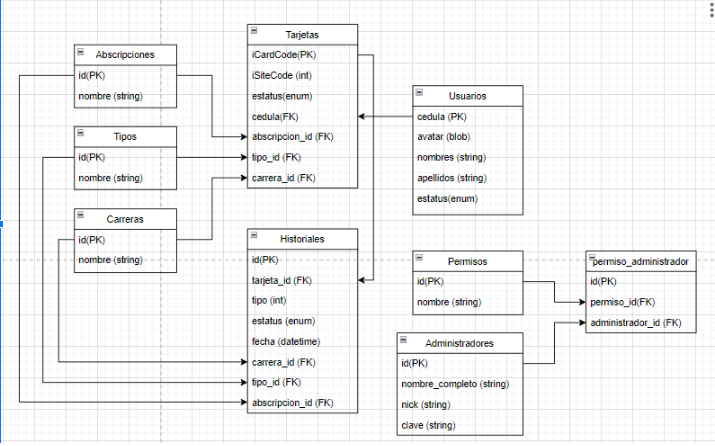 Abscripciones
id(PK)
nombre (string)
Tipos
id(PK)
nombre (string)
Carreras
id(PK)
nombre (string)
Tarjetas
iCardCode(PK)
iSiteCode (int)
estatus(enum)
cedula(FK)
abscripcion_id (FK)
tipo_id (FK)
carrera_id (FK)
Historiales
id(PK)
tarjeta_id (FK)
tipo (int)
estatus (enum)
fecha (datetime)
carrera_id (FK)
tipo_id (FK)
abscripcion_id (FK)
Usuarios
cedula (PK)
avatar (blob)
nombres (string)
apellidos (string)
estatus(enum)
Permisos
id(PK)
nombre (string)
Administradores
id(PK)
nombre_completo (string)
nick (string)
clave (string)
permiso_administrador
id(PK)
permiso_id(FK)
administrador_id (FK)